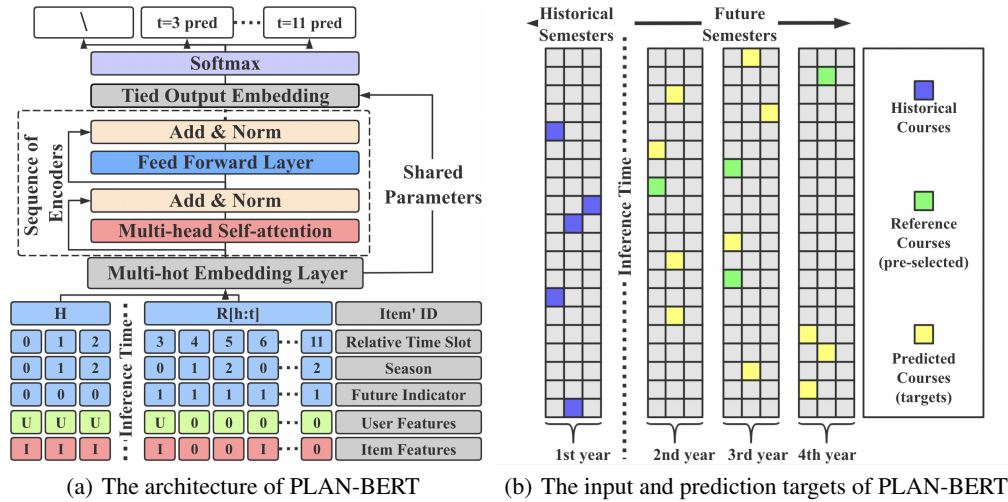 \ t=3 pred t=11 pred
Softmax
Tied Output Embedding
Add & Norm
Feed Forward Layer
Add & Norm
Multi-head Self-attention
Sequence of
Encoders
Shared
Parameters
Multi-hot Embedding Layer
H R[h:t] Item' ID
0 1 2 3 4 5 6 11 Relative Time Slot
0 1 2 0 1 2 0 2 Season
0 0 0 1 1 1 1 1 Future Indicator
U U U U 0 0 0 0 User Features
I I I I 0 0 I 0 Item Features
Inference Time
(a) The architecture of PLAN-BERT
Historical
Semesters
Future
Semesters
Inference Time
1st year 2nd year 3rd year 4th year
Historical
Courses
Reference
Courses
(pre-selected)
Predicted
Courses
(targets)
(b) The input and prediction targets of PLAN-BERT